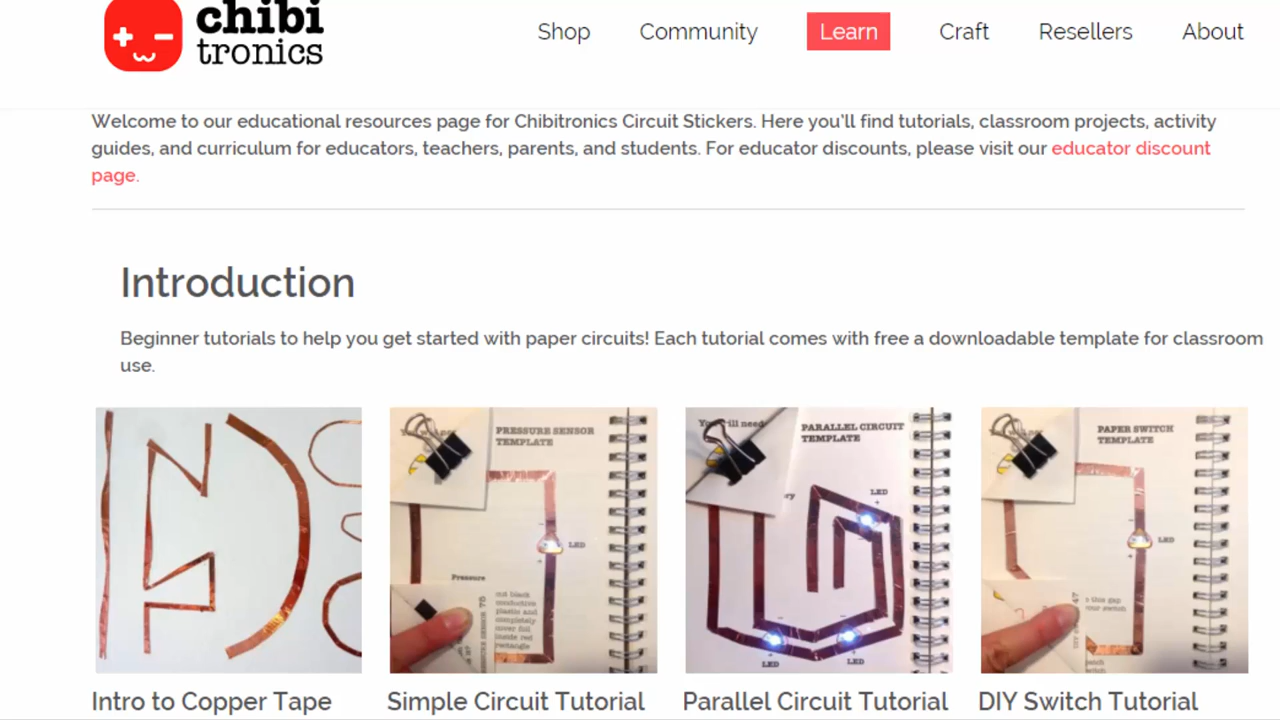 chibi
tronics
Shop
Community
Learn
Craft
Resellers
About
Welcome to our educational resources page for Chibitronics Circuit Stickers. Here you'll find tutorials, classroom projects, activity
guides, and curriculum for educators, teachers, parents, and students. For educator discounts, please visit our educator discount
page.
Introduction
Beginner tutorials to help you get started with paper circuits! Each tutorial comes with free a downloadable template for classroom
use.
PRESSURE SENSOR
TEMPLATE
LED
Pressure
PARALLEL CIRCUIT
TEMPLATE
LED
LED
LED
PAPER SWITCH
TEMPLATE
LED
Intro to Copper Tape
Simple Circuit Tutorial
Parallel Circuit Tutorial
DIY Switch Tutorial